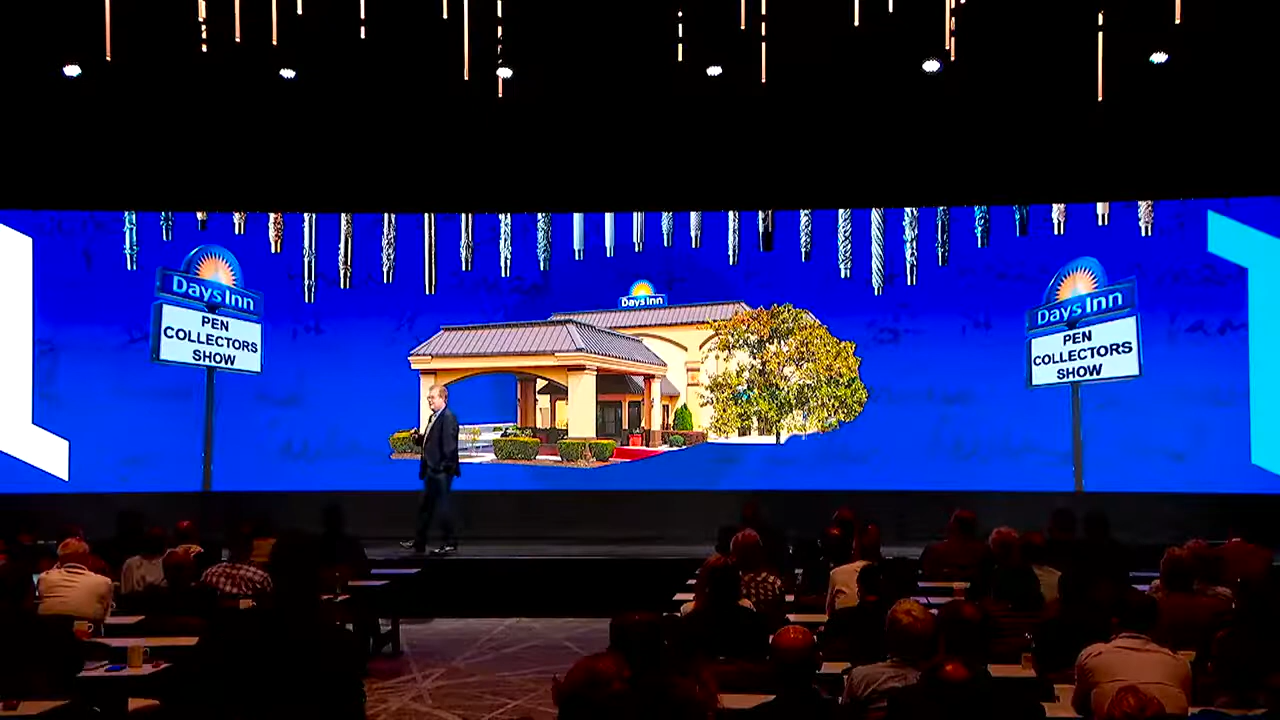 Days Inn
PEN
COLLECTORS
SHOW
Days Inn
Days Inn
PEN
COLLECTORS
SHOW